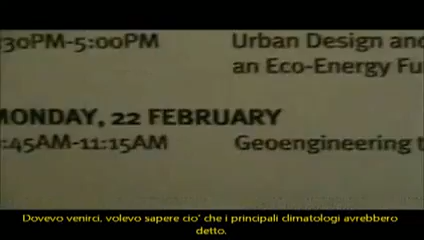 :30PM-5:00PM Urban Design and
an Eco-Energy Fu
MONDAY, 22 FEBRUARY
:45AM-11:15AM Geoengineering t
Dovevo venirci, volevo sapere cio' che i principali climatologi avrebbero
detto.